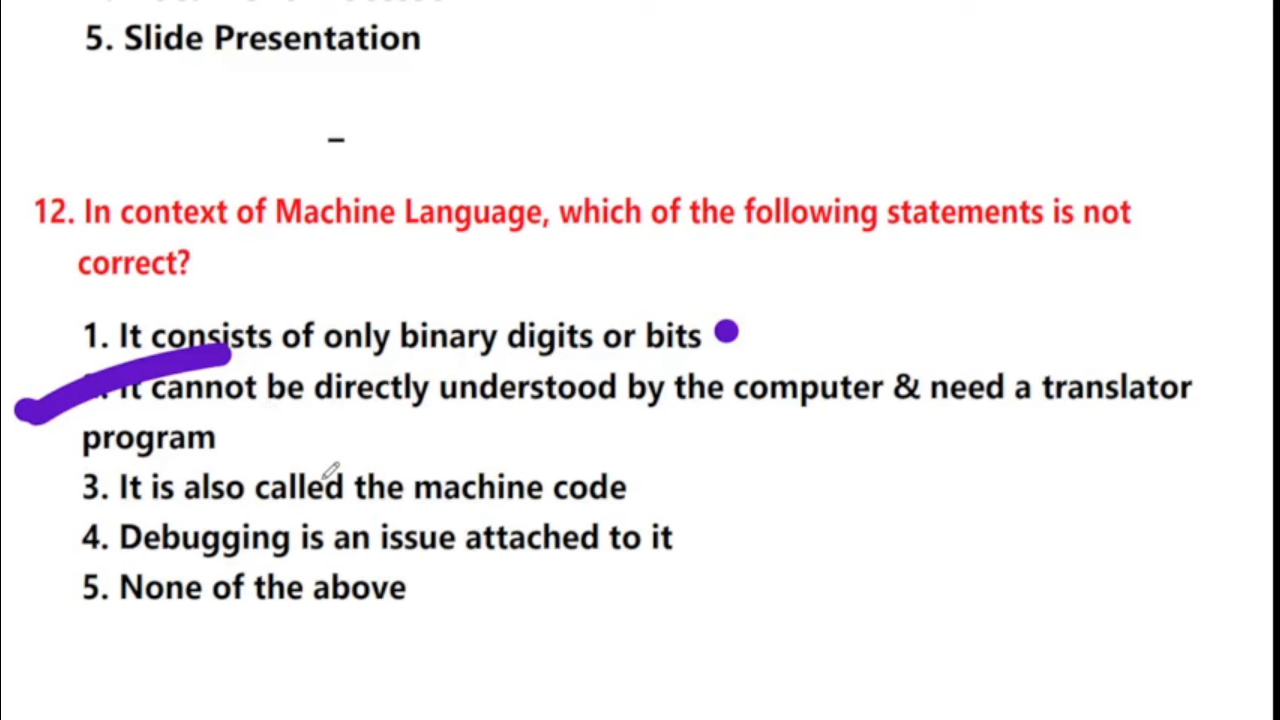 5. Slide Presentation
–
12. In context of Machine Language, which of the following statements is not
correct?
1. It consists of only binary digits or bits
It cannot be directly understood by the computer & need a translator
program
3. It is also called the machine code
4. Debugging is an issue attached to it
5. None of the above